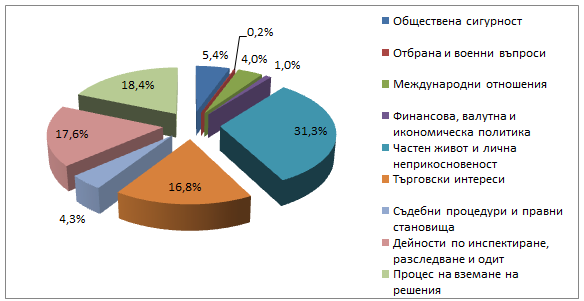 5,4%
0,2%
4,0%
1,0%
31,3%
16,8%
4,3%
17,6%
18,4%
Обществена сигурност
Отбрана и военни въпроси
Международни отношения
Финансова, валутна и
икономическа политика
Частен живот и лична
неприкосновеност
Търговски интереси
Съдебни процедури и правни
становища
Дейности по инспектиране,
разследване и одит
Процес на вземане на
решения